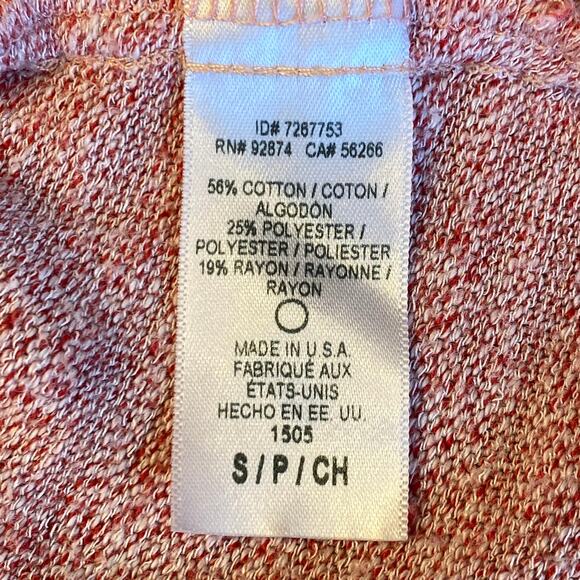 ID# 7267753
RN# 92874 CA# 56266
56% COTTON / COTON /
ALGODÓN
25% POLYESTER /
POLYESTER / POLIESTER
19% RAYON / RAYONNE /
RAYON
MADE IN U.S.A.
FABRIQUÉ AUX
ÉTATS-UNIS
HECHO EN EE. UU.
1505
S / P / CH